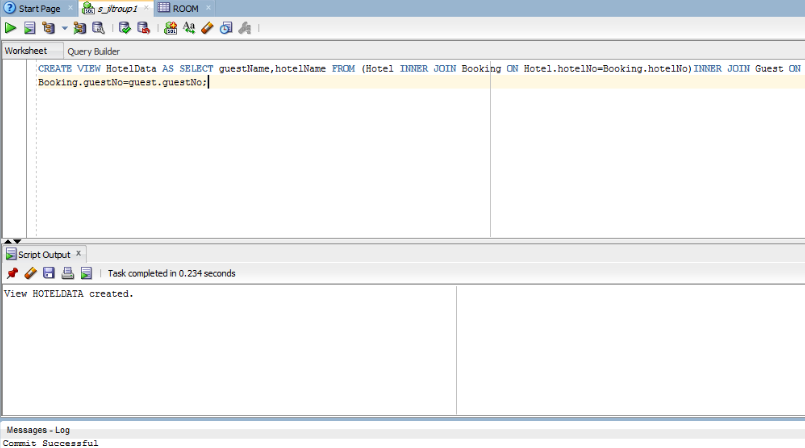 Start Page
s_jtroup1
ROOM
Worksheet
Query Builder
CREATE VIEW HotelData AS SELECT guestName,hotelName FROM (Hotel INNER JOIN Booking ON Hotel.hotelNo=Booking.hotelNo)INNER JOIN Guest ON
Booking.guestNo=guest.guestNo;
Script Output
Task completed in 0.234 seconds
View HOTELDATA created.
Messages - Log
Commit Successful